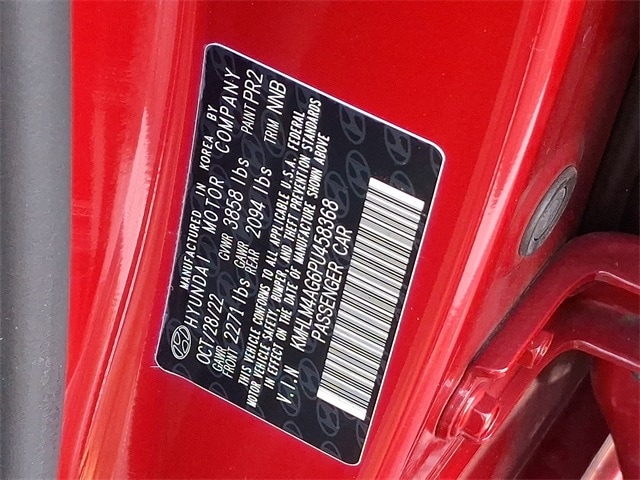 MANUFACTURED IN KOREA BY
HYUNDAI MOTOR COMPANY
OCT/28/22 GVWR 3858 lbs PAINT PR2
GAWR FRONT 2271 lbs GAWR REAR 2094 lbs TRIM NNB
THIS VEHICLE CONFORMS TO ALL APPLICABLE U.S.A. FEDERAL
MOTOR VEHICLE SAFETY, BUMPER, AND THEFT PREVENTION STANDARDS
IN EFFECT ON THE DATE OF MANUFACTURE SHOWN ABOVE
V.I.N KMHLM4AG8PU458368
PASSENGER CAR